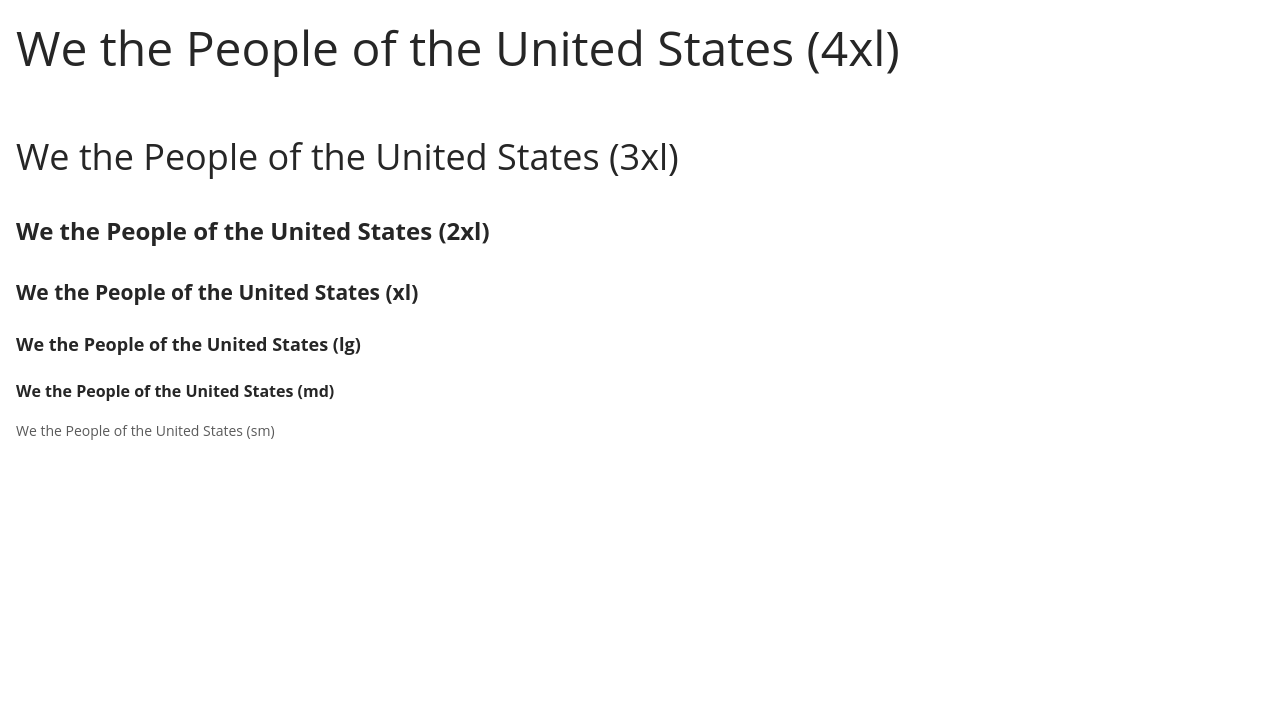 We the People of the United States (4xl)
We the People of the United States (3xl)
We the People of the United States (2xl)
We the People of the United States (xl)
We the People of the United States (lg)
We the People of the United States (md)
We the People of the United States (sm)